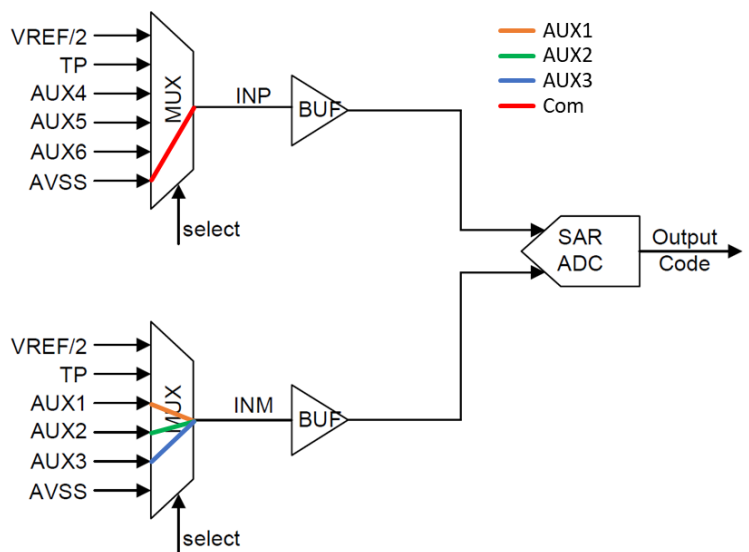 VREF/2
TP
AUX4
AUX5
AUX6
AVSS
MUX
select
INP
BUF
AUX1
AUX2
AUX3
Com
SAR
ADC
Output
Code
VREF/2
TP
AUX1
AUX2
AUX3
AVSS
MUX
select
INM
BUF